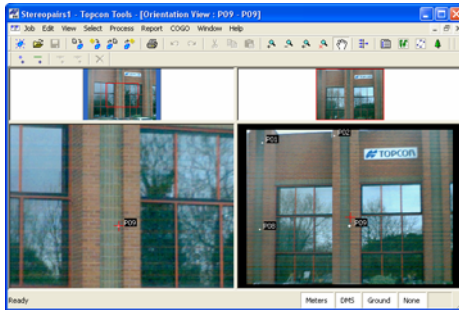 Stereopairs1 - Topcon Tools - [Orientation View : P09 - P09]
Job Edit View Select Process Report COGO Window Help
P01
P02
TOPCON
P09
P08
P09
Ready
Meters
DMS
Ground
None